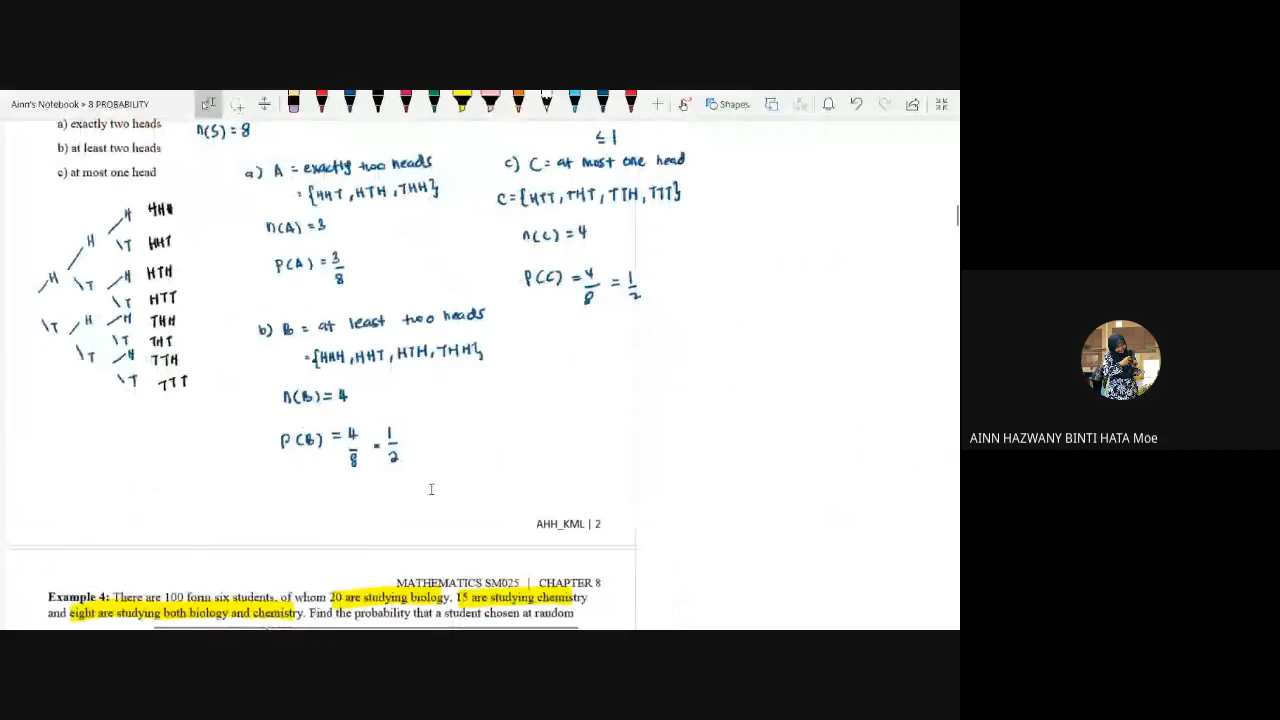 Ainn's Notebook » 8 PROBABILITY
Shapes
a) exactly two heads
b) at least two heads
c) at most one head
n(S) = 8
a) A = exactly two heads
= {HHT, HTH, THH}
n(A) = 3
P(A) = 3/8
b) B = at least two heads
= {HHH, HHT, HTH, THH}
n(B) = 4
P(B) = 4/8 = 1/2
≤ 1
c) C = at most one head
C = {HTT, THT, TTH, TTT}
n(C) = 4
P(C) = 4/8 = 1/2
H HHH
H
\T HHT
H
\T H HTH
\T HTT
\T H H THH
\T THT
\T H TTH
\T TTT
AHH_KML | 2
MATHEMATICS SM025 | CHAPTER 8
Example 4: There are 100 form six students, of whom 20 are studying biology, 15 are studying chemistry
and eight are studying both biology and chemistry. Find the probability that a student chosen at random
AINN HAZWANY BINTI HATA Moe